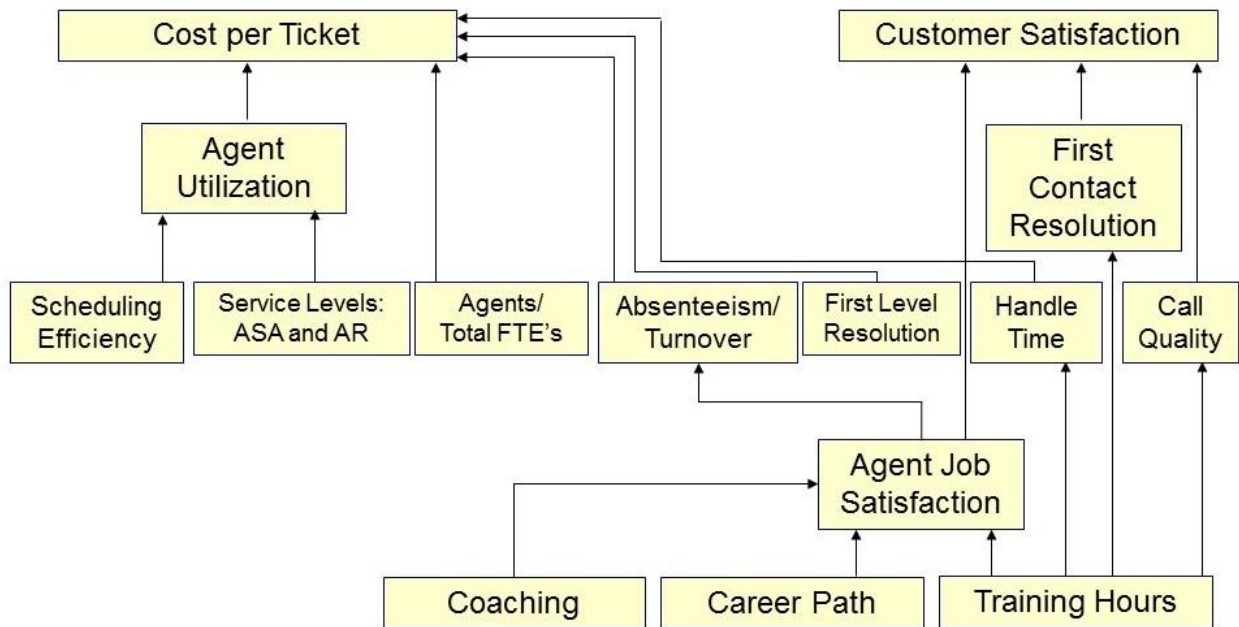 Cost per Ticket
Customer Satisfaction
Agent
Utilization
First
Contact
Resolution
Scheduling
Efficiency
Service Levels:
ASA and AR
Agents/
Total FTE's
Absenteeism/
Turnover
First Level
Resolution
Handle
Time
Call
Quality
Agent Job
Satisfaction
Coaching
Career Path
Training Hours